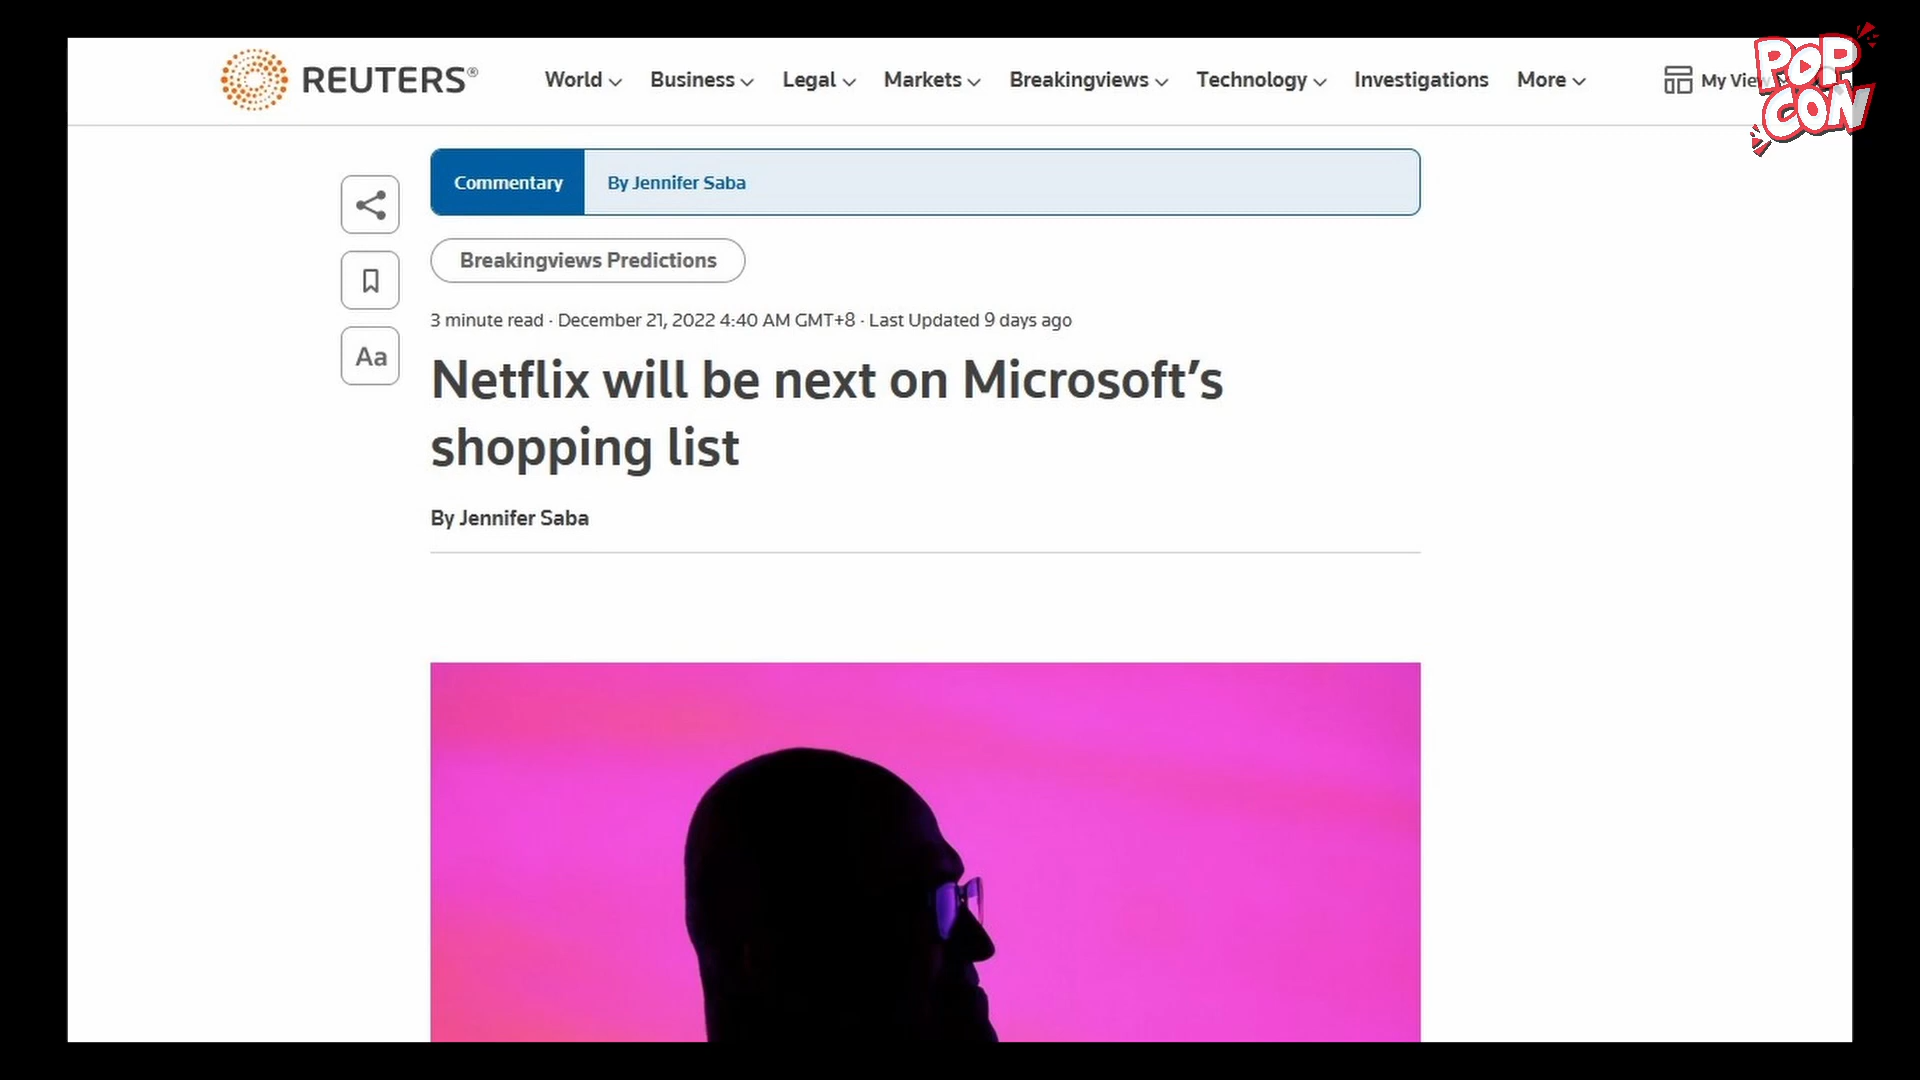 REUTERS®
World
Business
Legal
Markets
Breakingviews
Technology
Investigations
More
My
POP
CON
Commentary
By Jennifer Saba
Breakingviews Predictions
3 minute read · December 21, 2022 4:40 AM GMT+8 · Last Updated 9 days ago
Aa
Netflix will be next on Microsoft’s
shopping list
By Jennifer Saba